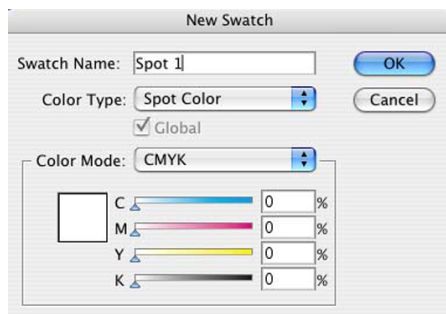 New Swatch
Swatch Name: Spot 1 OK
Color Type: Spot Color Cancel
Global
Color Mode: CMYK
C 0 %
M 0 %
Y 0 %
K 0 %